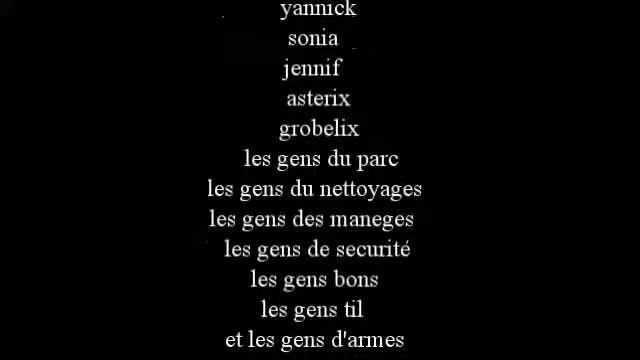 yannick
sonia
jennif
asterix
grobelix
les gens du parc
les gens du nettoyages
les gens des maneges
les gens de securité
les gens bons
les gens til
et les gens d'armes